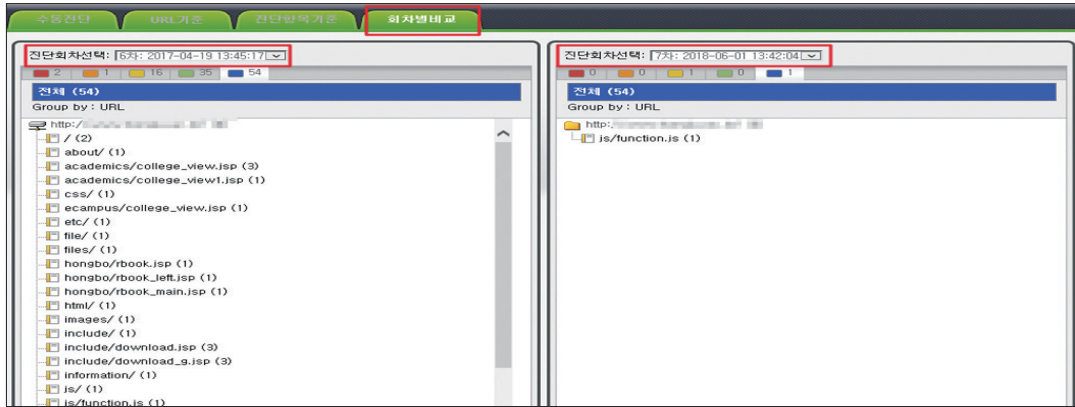 수동진단 URL기준 진단항목기준 회차별비교
진단회차선택: 6차: 2017-04-19 13:45:17
2 1 16 35 54
전체 (54)
Group by : URL
http:/
/ (2)
about/ (1)
academics/college_view.jsp (3)
academics/college_view1.jsp (1)
css/ (1)
ecampus/college_view.jsp (1)
etc/ (1)
file/ (1)
files/ (1)
hongbo/rbook.jsp (1)
hongbo/rbook_left.jsp (1)
hongbo/rbook_main.jsp (1)
html/ (1)
images/ (1)
include/ (1)
include/download.jsp (3)
include/download_g.jsp (3)
information/ (1)
js/ (1)
js/function.js (1)
진단회차선택: 7차: 2018-06-01 13:42:04
0 0 1 0 1
전체 (54)
Group by : URL
http:
js/function.js (1)